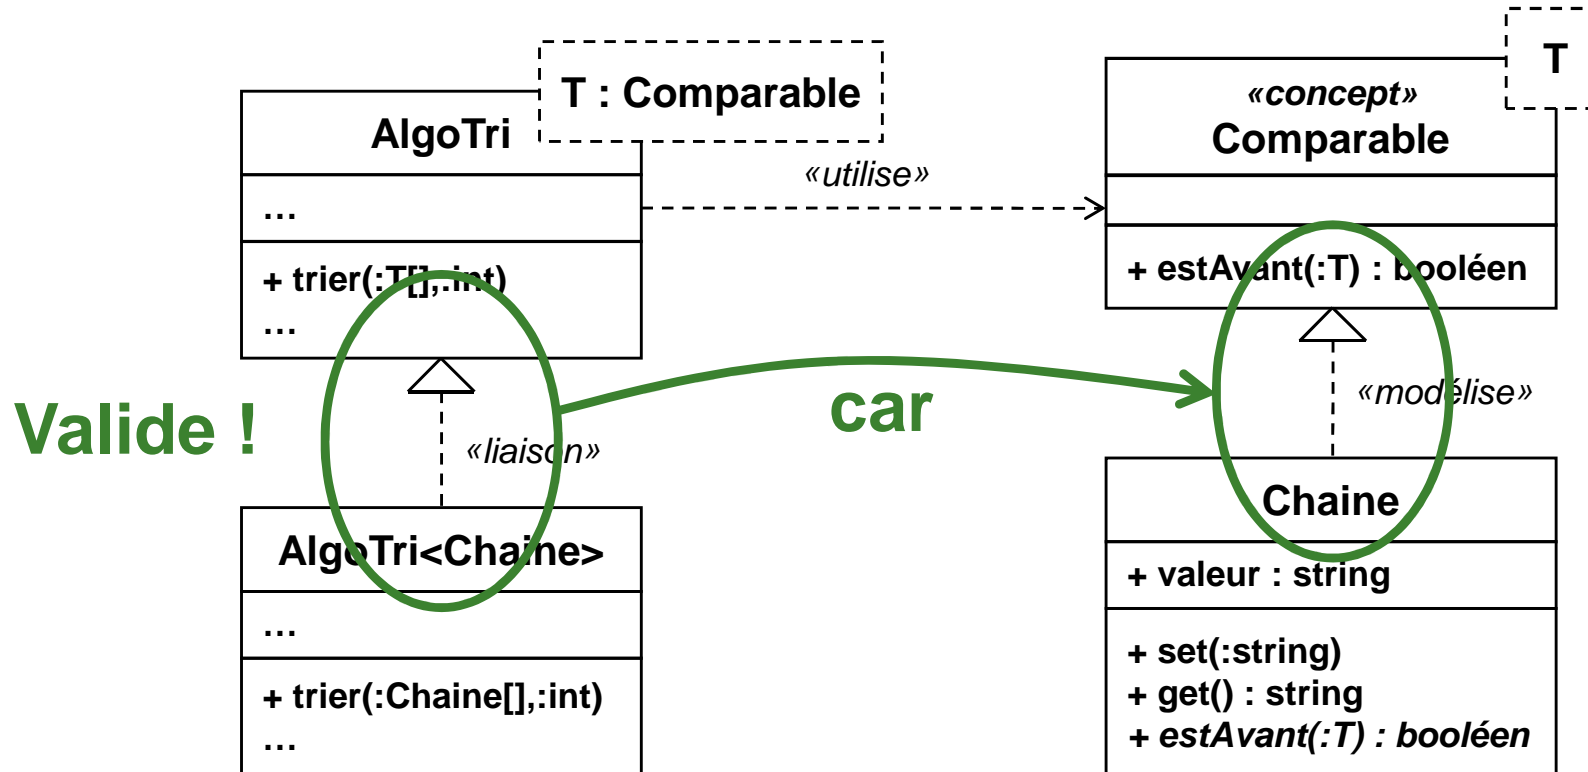 T : Comparable
AlgoTri
…
+ trier(:T[],:int)
…
«utilise»
T
«concept»
Comparable
+ estAvant(:T) : booléen
Valide !
«liaison»
car
«modélise»
AlgoTri<Chaine>
…
+ trier(:Chaine[],:int)
…
Chaine
+ valeur : string
+ set(:string)
+ get() : string
+ estAvant(:T) : booléen